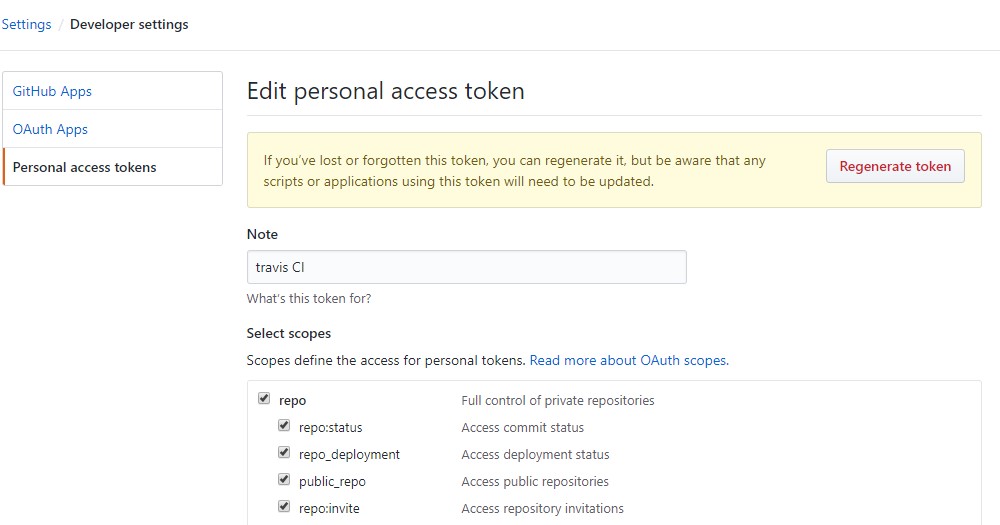 Settings / Developer settings
GitHub Apps
OAuth Apps
Personal access tokens
Edit personal access token
If you've lost or forgotten this token, you can regenerate it, but be aware that any
scripts or applications using this token will need to be updated.
Regenerate token
Note
travis CI
What's this token for?
Select scopes
Scopes define the access for personal tokens. Read more about OAuth scopes.
repo Full control of private repositories
repo:status Access commit status
repo_deployment Access deployment status
public_repo Access public repositories
repo:invite Access repository invitations